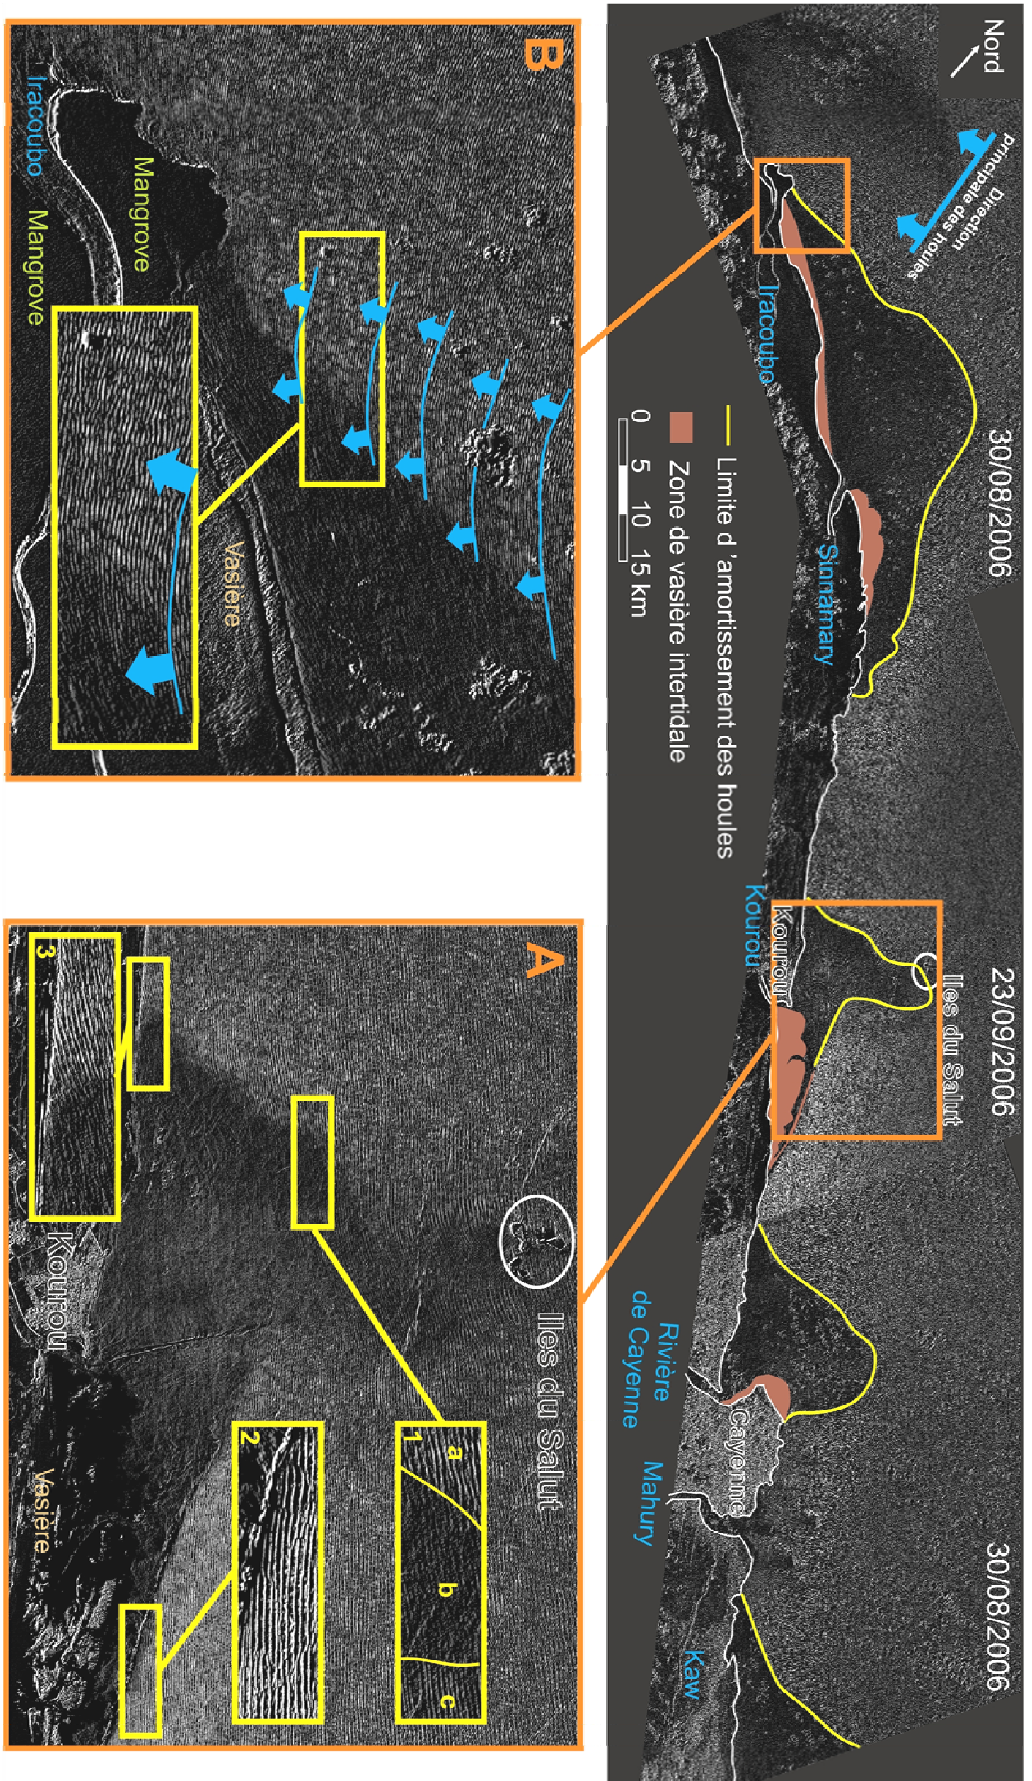 Nord
Direction
principale des houles
30/08/2006
23/09/2006
30/08/2006
Iles du Salut
Iracoubo
Sinnamary
Kourou
Kourou
Rivière
de Cayenne
Cayenne
Mahury
Kaw
Limite d 'amortissement des houles
Zone de vasière intertidale
0 5 10 15 km
B
Iracoubo
Mangrove
Mangrove
Vasière
A
Iles du Salut
Kourou
Vasière
1
a
b
c
2
3